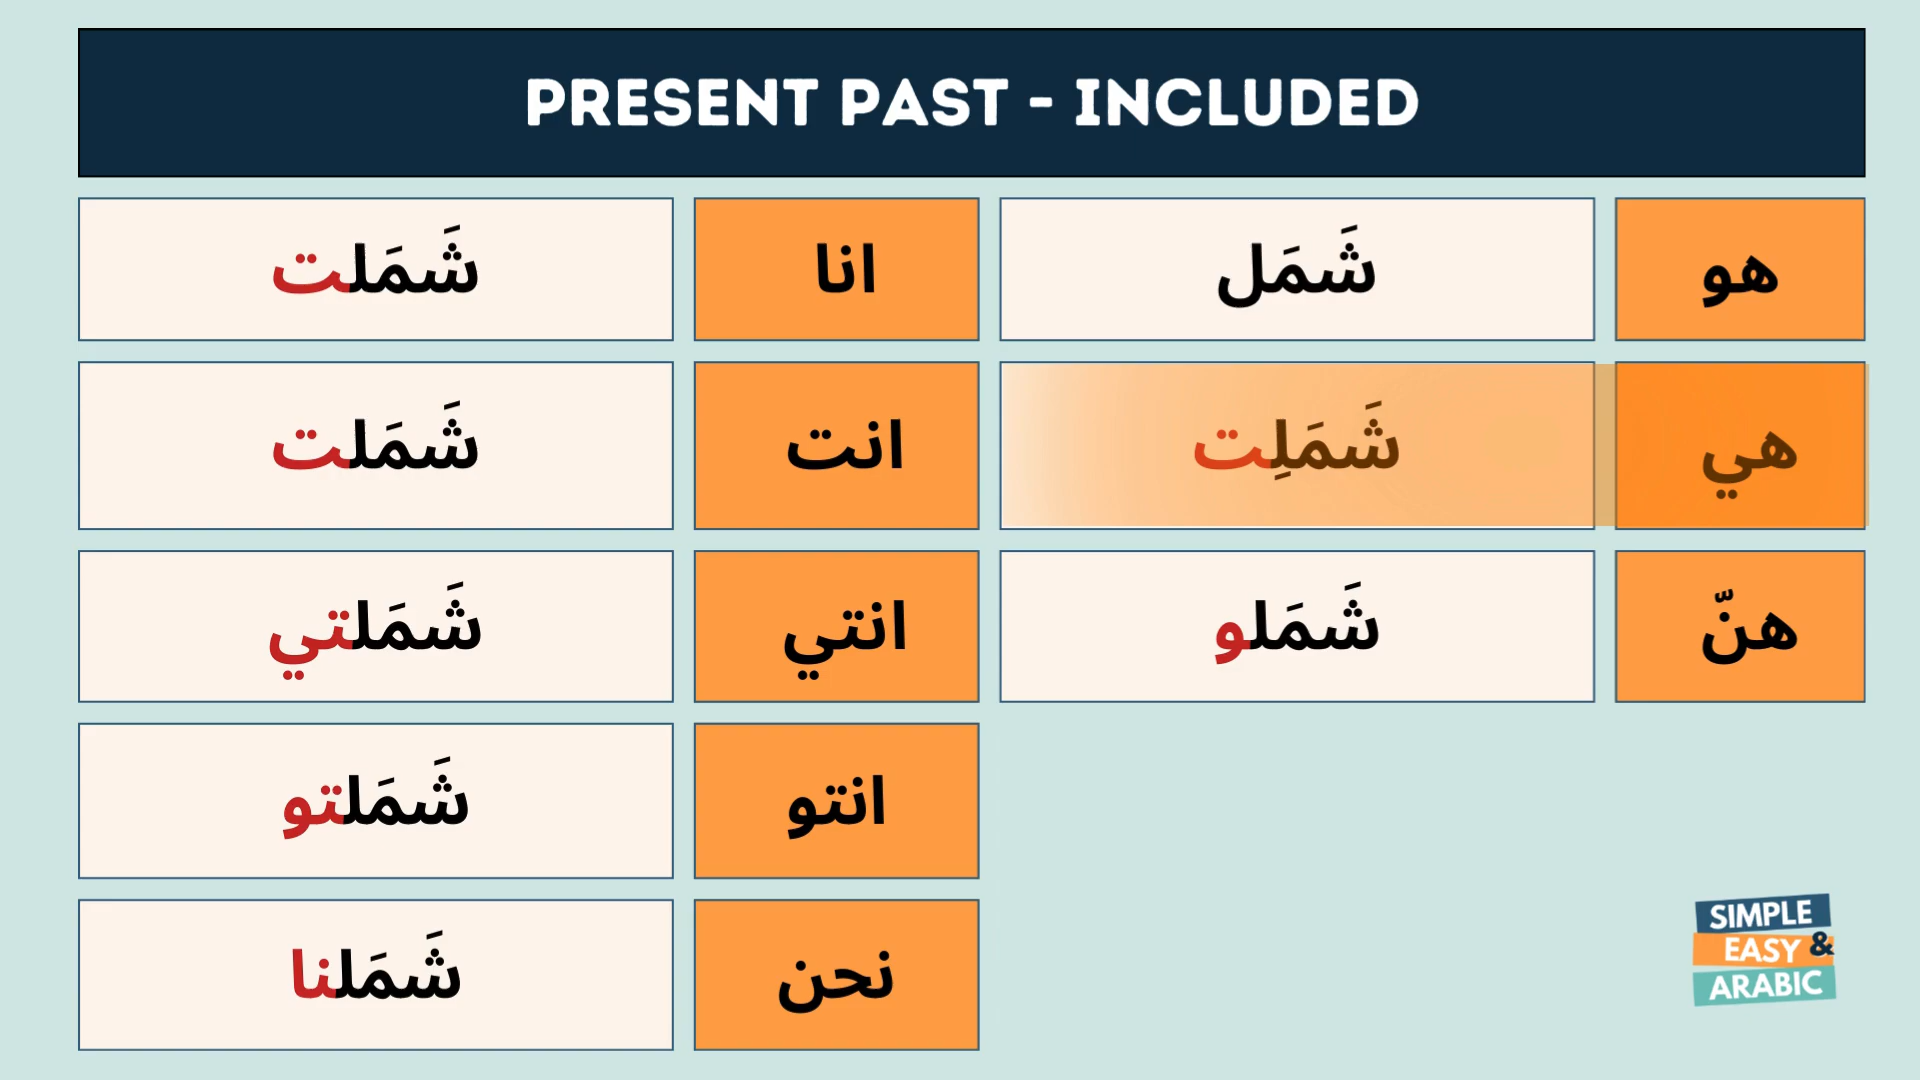 PRESENT PAST - INCLUDED
هو شَمَل انا شَمَلت
هي شَمَلِت انت شَمَلت
هنّ شَمَلو انتي شَمَلتي
انتو شَمَلتو
نحن شَمَلنا
SIMPLE
EASY &
ARABIC